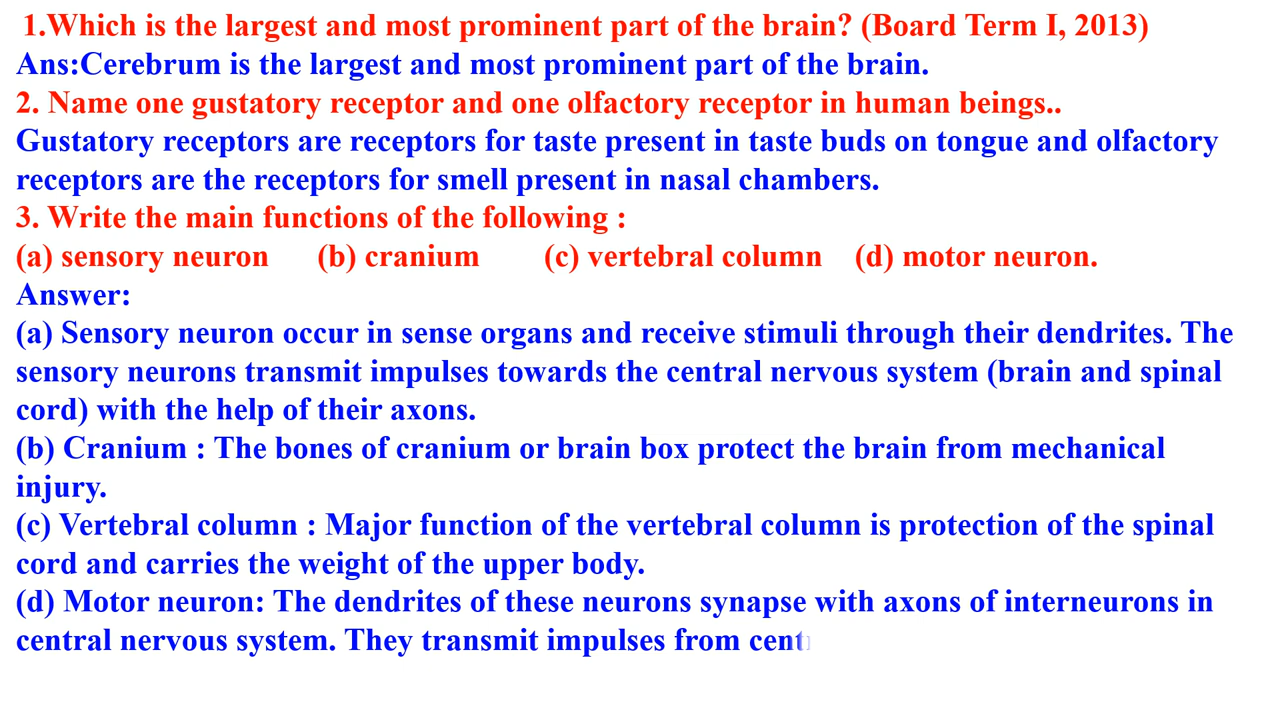 1.Which is the largest and most prominent part of the brain? (Board Term I, 2013)
Ans:Cerebrum is the largest and most prominent part of the brain.
2. Name one gustatory receptor and one olfactory receptor in human beings..
Gustatory receptors are receptors for taste present in taste buds on tongue and olfactory
receptors are the receptors for smell present in nasal chambers.
3. Write the main functions of the following :
(a) sensory neuron (b) cranium (c) vertebral column (d) motor neuron.
Answer:
(a) Sensory neuron occur in sense organs and receive stimuli through their dendrites. The
sensory neurons transmit impulses towards the central nervous system (brain and spinal
cord) with the help of their axons.
(b) Cranium : The bones of cranium or brain box protect the brain from mechanical
injury.
(c) Vertebral column : Major function of the vertebral column is protection of the spinal
cord and carries the weight of the upper body.
(d) Motor neuron: The dendrites of these neurons synapse with axons of interneurons in
central nervous system. They transmit impulses from